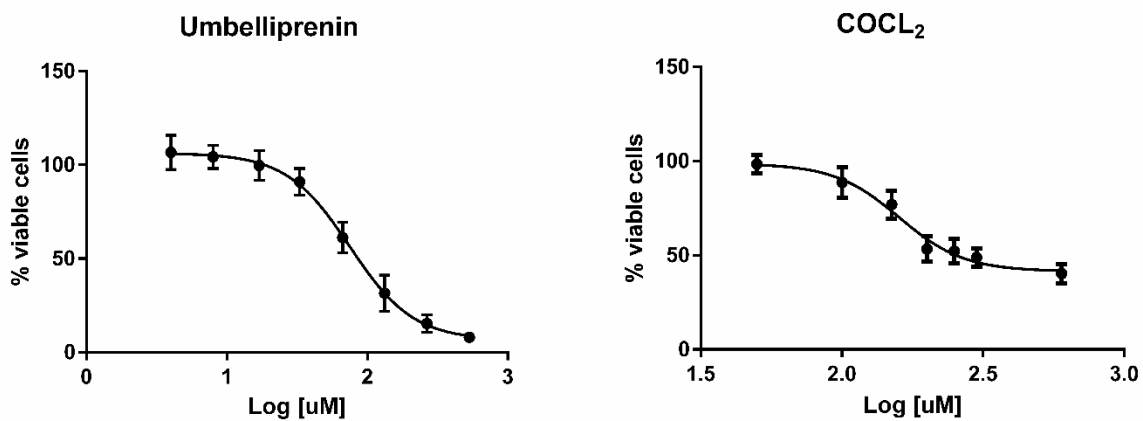 Umbelliprenin
150
100
50
0
% viable cells
0 1 2 3
Log [uM]
COCL₂
150
100
50
0
% viable cells
1.5 2.0 2.5 3.0
Log [uM]